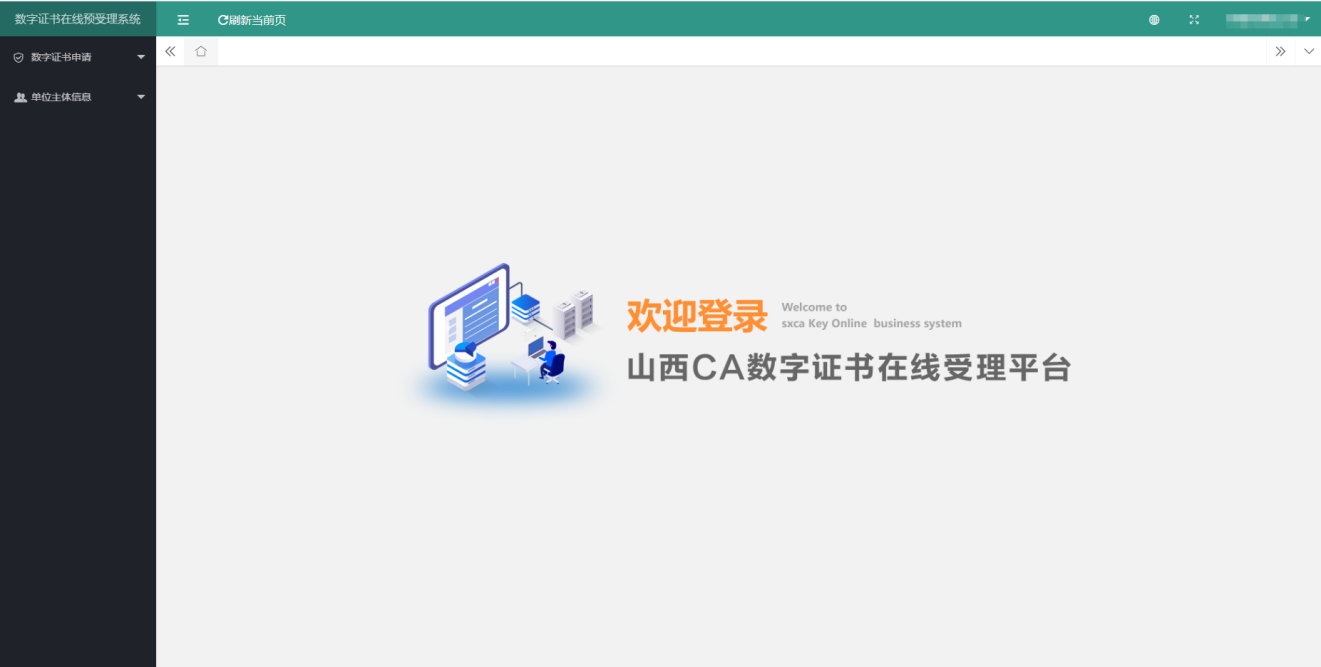 数字证书在线预受理系统
刷新当前页
数字证书申请
单位主体信息
欢迎登录
Welcome to
sxca Key Online business system
山西CA数字证书在线受理平台